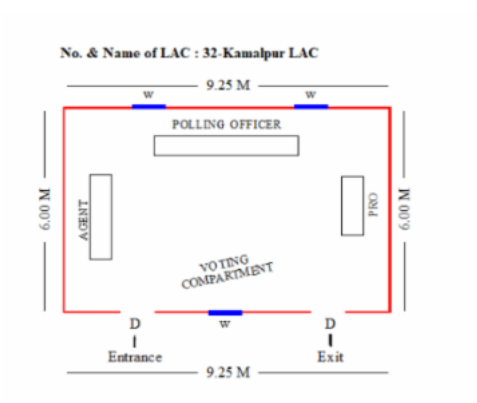 No. & Name of LAC : 32-Kamalpur LAC
9.25 M
W
W
POLLING OFFICER
6.00 M
AGENT
PRO
6.00 M
VOTING
COMPARTMENT
D
W
D
Entrance
Exit
9.25 M